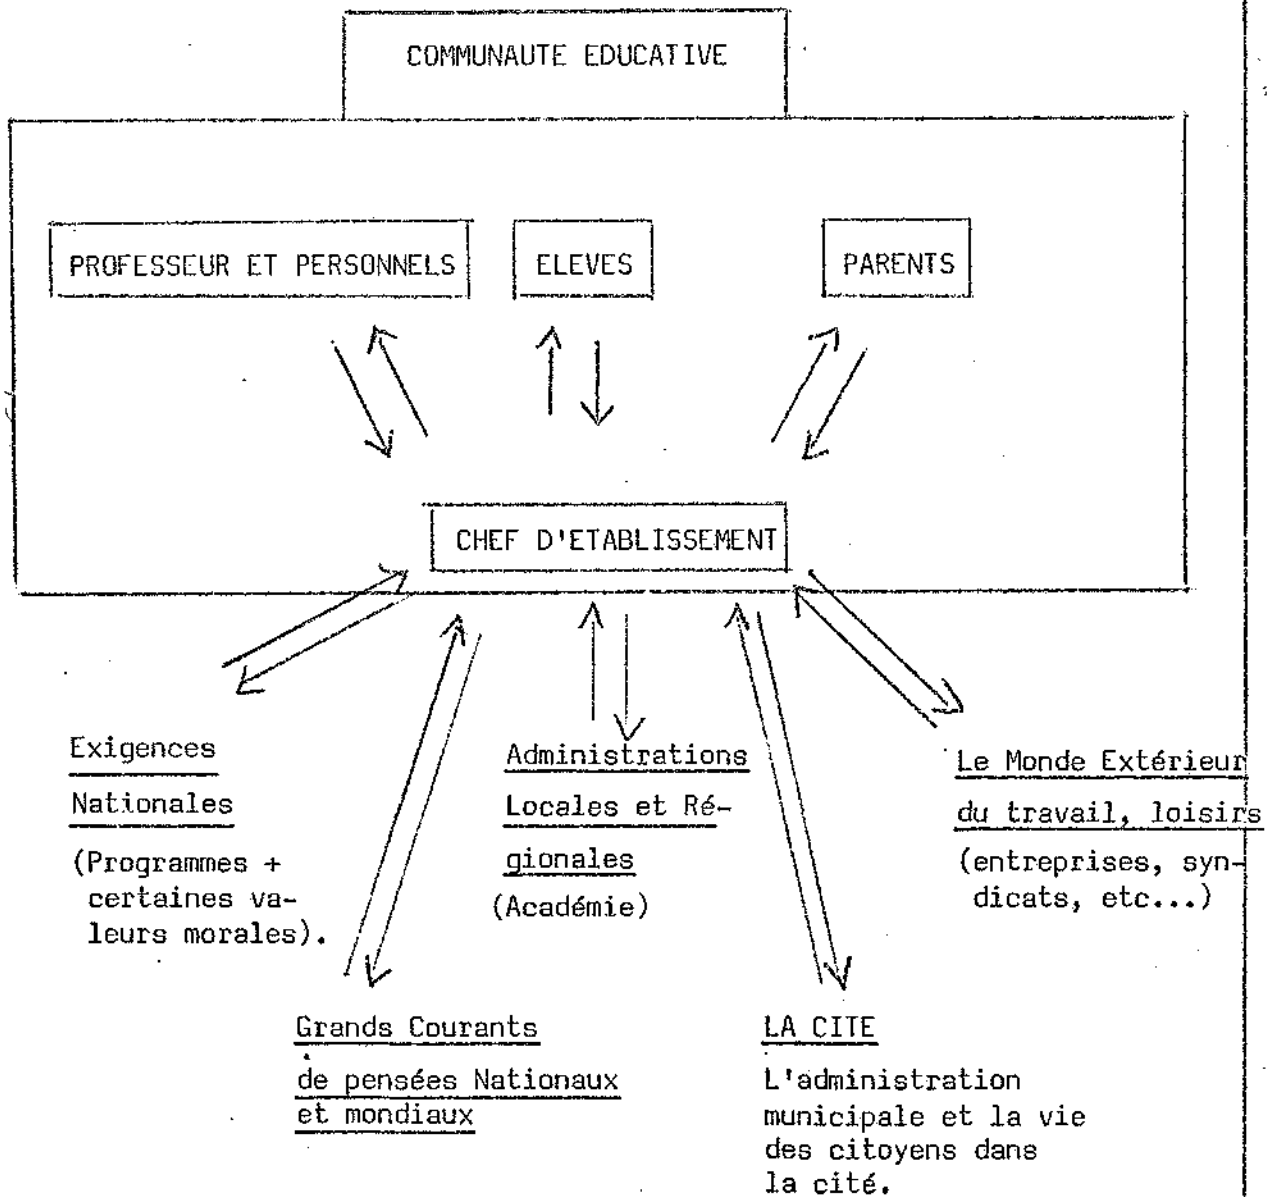 COMMUNAUTE EDUCATIVE
PROFESSEUR ET PERSONNELS
ELEVES
PARENTS
CHEF D'ETABLISSEMENT
Exigences
Nationales
(Programmes +
certaines va-
leurs morales).
Administrations
Locales et Ré-
gionales
(Académie)
Le Monde Extérieur
du travail, loisirs
(entreprises, syn-
dicats, etc...)
Grands Courants
de pensées Nationaux
et mondiaux
LA CITE
L'administration
municipale et la vie
des citoyens dans
la cité.